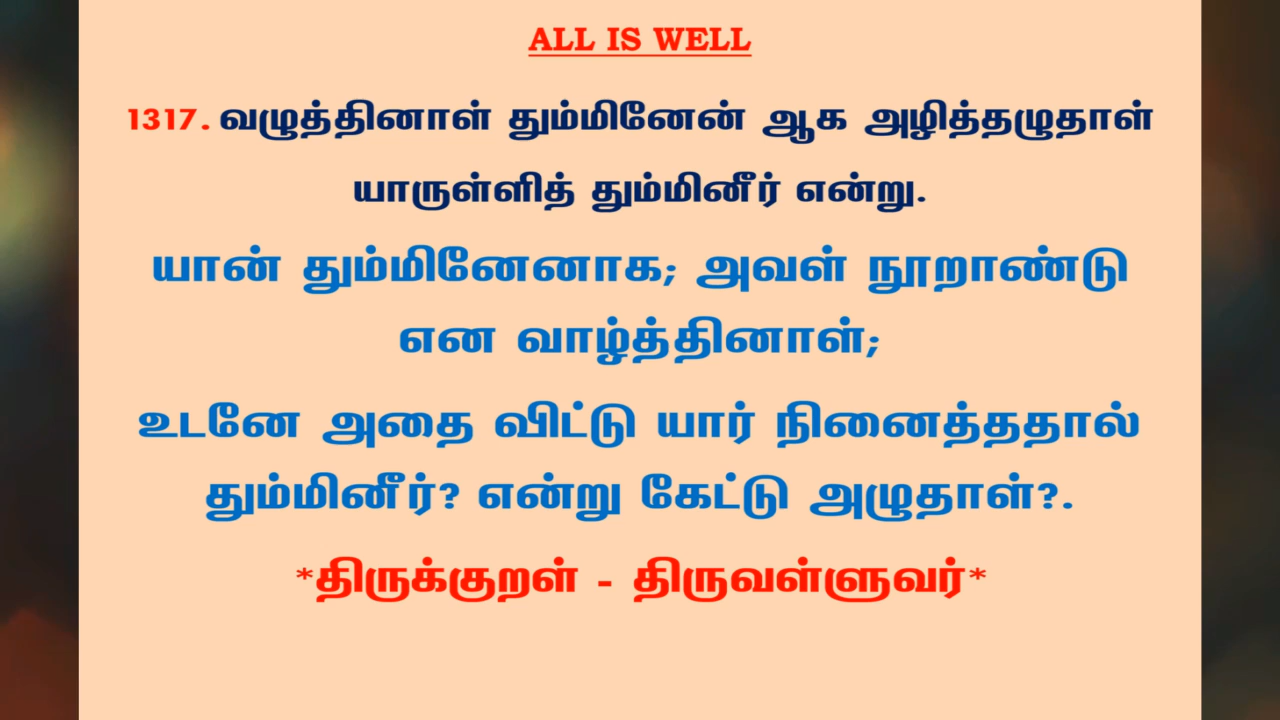 ALL IS WELL
1317. வழுத்தினாள் தும்மினேன் ஆக அழித்தழுதாள்
யாருள்ளித் தும்மினீர் என்று.
யான் தும்மினேனாக; அவள் நூறாண்டு
என வாழ்த்தினாள்;
உடனே அதை விட்டு யார் நினைத்ததால்
தும்மினீர்? என்று கேட்டு அழுதாள்?.
*திருக்குறள் - திருவள்ளுவர்*